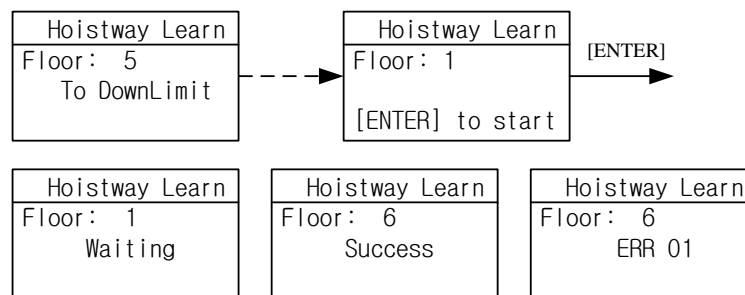 Hoistway Learn
Floor: 5
To DownLimit
Hoistway Learn
Floor: 1
[ENTER] to start
[ENTER]
Hoistway Learn
Floor: 1
Waiting
Hoistway Learn
Floor: 6
Success
Hoistway Learn
Floor: 6
ERR 01